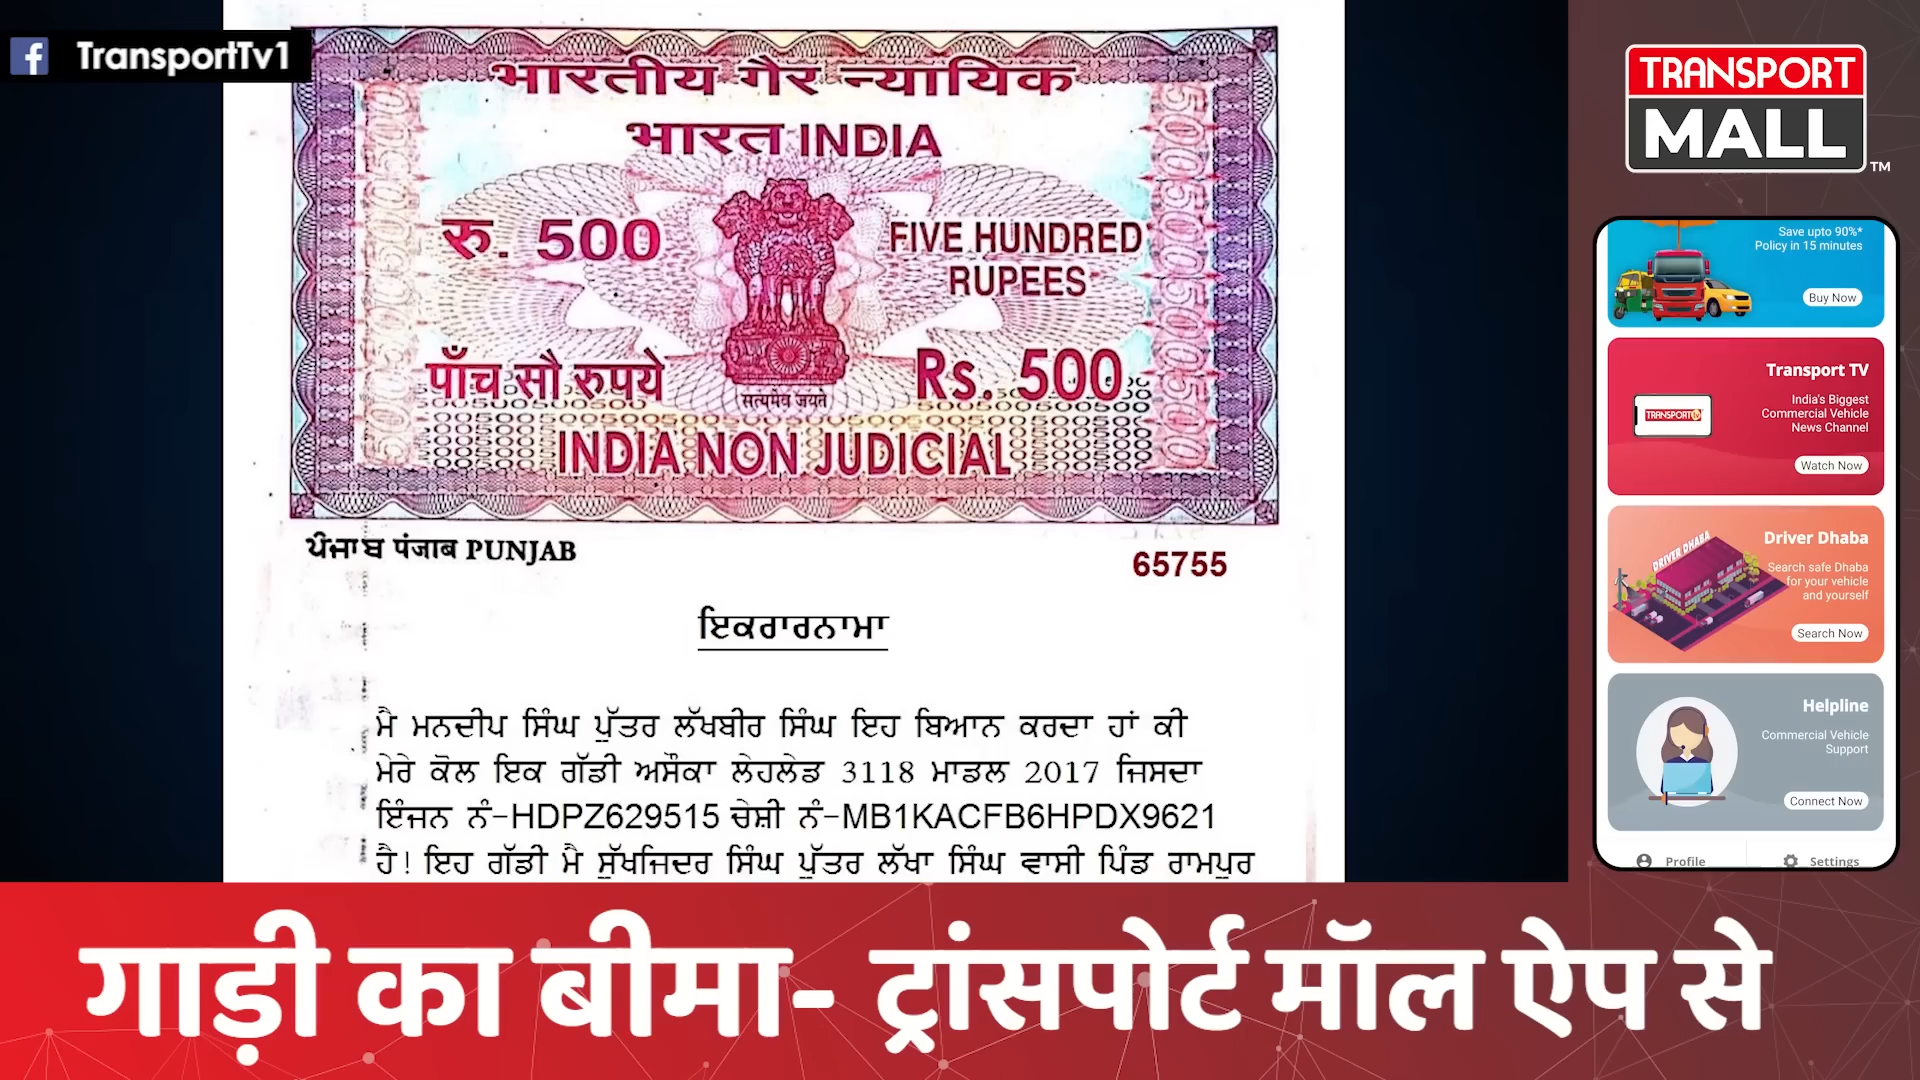 TransportTv1
भारतीय गैर न्यायिक
भारत INDIA
रु. 500
FIVE HUNDRED
RUPEES
पाँच सौ रुपये
Rs. 500
सत्यमेव जयते
INDIA NON JUDICIAL
ਪੰਜਾਬ पंजाब PUNJAB
65755
ਇਕਰਾਰਨਾਮਾ
ਮੈ ਮਨਦੀਪ ਸਿੰਘ ਪੁੱਤਰ ਲੱਖਬੀਰ ਸਿੰਘ ਇਹ ਬਿਆਨ ਕਰਦਾ ਹਾਂ ਕੀ
ਮੇਰੇ ਕੋਲ ਇਕ ਗੱਡੀ ਅਸੌਕਾ ਲੇਹਲੇਡ 3118 ਮਾਡਲ 2017 ਜਿਸਦਾ
ਇੰਜਨ ਨੰ-HDPZ629515 ਚੇਸ਼ੀ ਨੰ-MB1KACFB6HPDX9621
ਹੈ! ਇਹ ਗੱਡੀ ਮੈ ਸੁੱਖਜਿਦਰ ਸਿੰਘ ਪੁੱਤਰ ਲੱਖਾ ਸਿੰਘ ਵਾਸੀ ਪਿੰਡ ਰਾਮਪੁਰ
TRANSPORT
MALL
TM
Save upto 90%*
Policy in 15 minutes
Buy Now
Transport TV
India's Biggest
Commercial Vehicle
News Channel
TRANSPORT TV
Watch Now
Driver Dhaba
DRIVER DHABA
Search safe Dhaba
for your vehicle
and yourself
Search Now
Helpline
Commercial Vehicle
Support
Connect Now
Profile
Settings
गाड़ी का बीमा- ट्रांसपोर्ट मॉल ऐप से